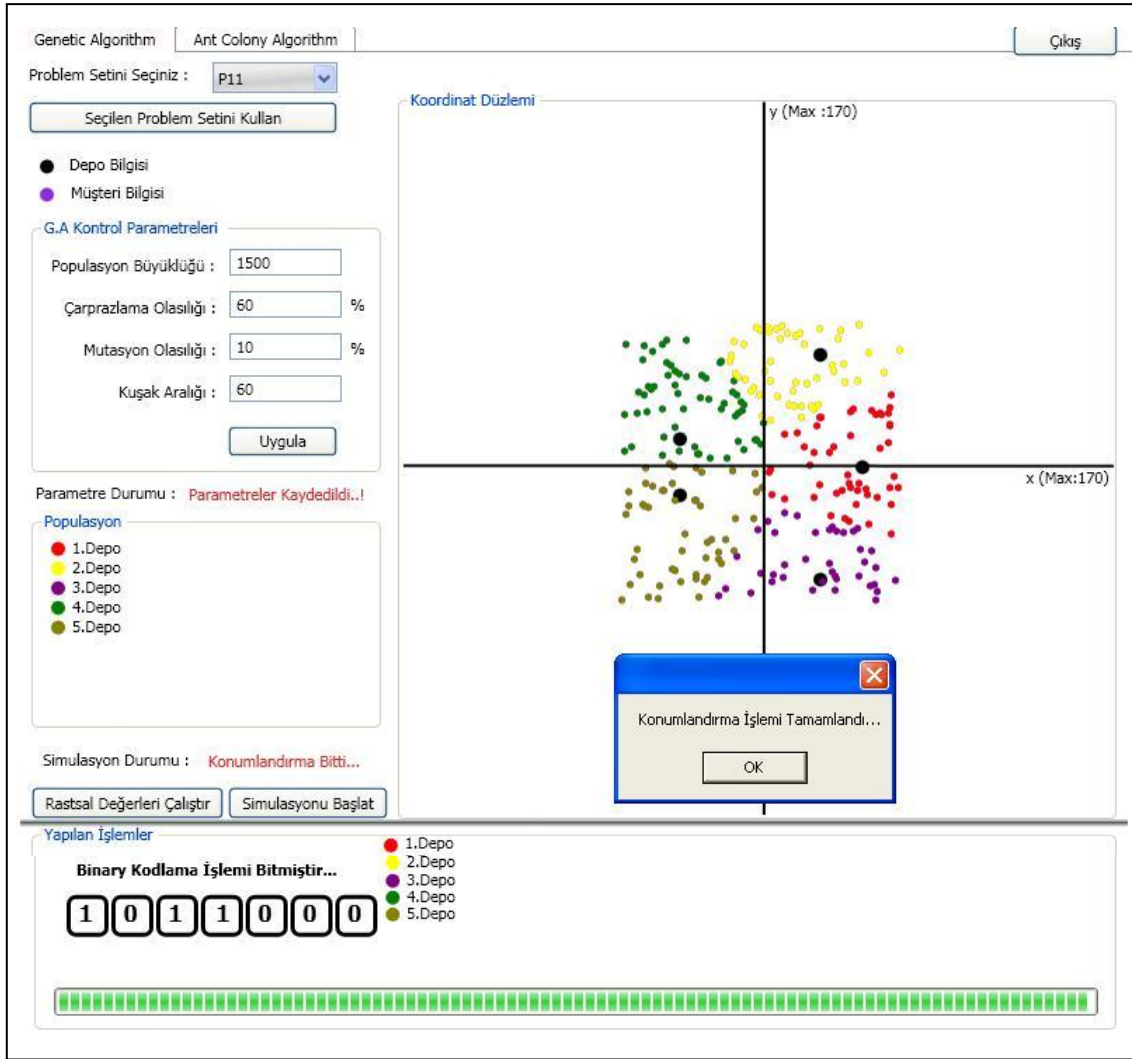 Genetic Algorithm
Ant Colony Algorithm
Çıkış
Problem Setini Seçiniz :
P11
Seçilen Problem Setini Kullan
Depo Bilgisi
Müşteri Bilgisi
G.A Kontrol Parametreleri
Populasyon Büyüklüğü : 1500
Çarprazlama Olasılığı : 60 %
Mutasyon Olasılığı : 10 %
Kuşak Aralığı : 60
Uygula
Parametre Durumu : Parametreler Kaydedildi..!
Populasyon
1.Depo
2.Depo
3.Depo
4.Depo
5.Depo
Simulasyon Durumu : Konumlandırma Bitti...
Rastsal Değerleri Çalıştır
Simulasyonu Başlat
Koordinat Düzlemi
y (Max :170)
x (Max:170)
Konumlandırma İşlemi Tamamlandı...
OK
Yapılan İşlemler
Binary Kodlama İşlemi Bitmiştir...
1 0 1 1 0 0 0
1.Depo
2.Depo
3.Depo
4.Depo
5.Depo